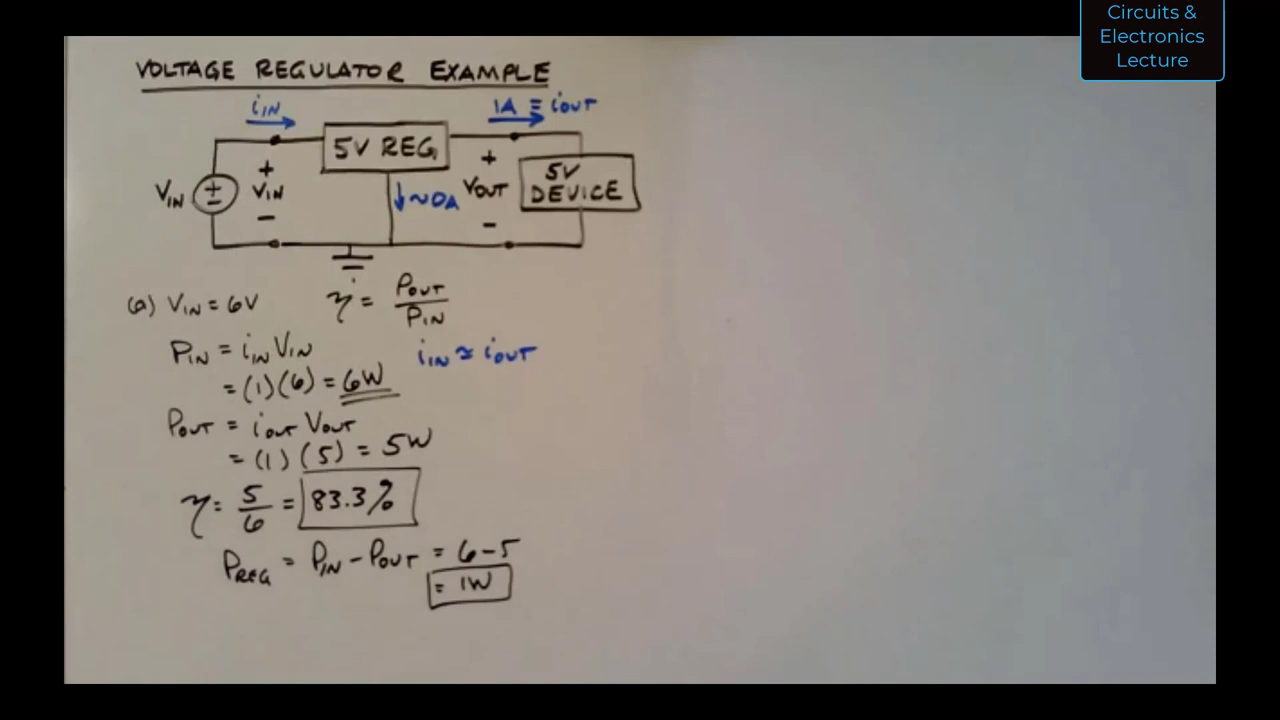 Circuits &
Electronics
Lecture
VOLTAGE REGULATOR EXAMPLE
iIN
1A ≡ iOUT
5V REG.
+
VIN
-
VIN
+
-
↓ ~0A
+
VOUT
-
5V
DEVICE
(a) VIN = 6V
η = POUT / PIN
PIN = iIN VIN
iIN ≈ iOUT
= (1)(6) = 6W
POUT = iOUT VOUT
= (1)(5) = 5W
η = 5/6 = 83.3%
PREG = PIN - POUT = 6-5
= 1W